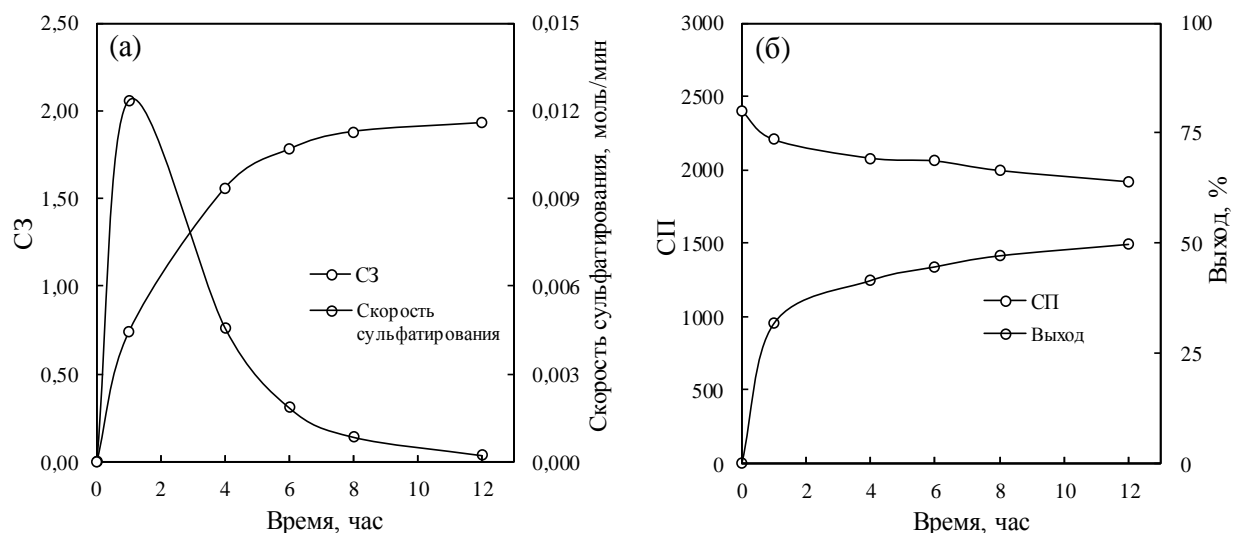 (а)
2,50
2,00
1,50
1,00
0,50
0,00
СЗ
0,015
0,012
0,009
0,006
0,003
0,000
Скорость сульфатирования, моль/мин
СЗ
Скорость
сульфатирования
0 2 4 6 8 10 12
Время, час
(б)
3000
2500
2000
1500
1000
500
0
СП
100
75
50
25
0
Выход, %
СП
Выход
0 2 4 6 8 10 12
Время, час